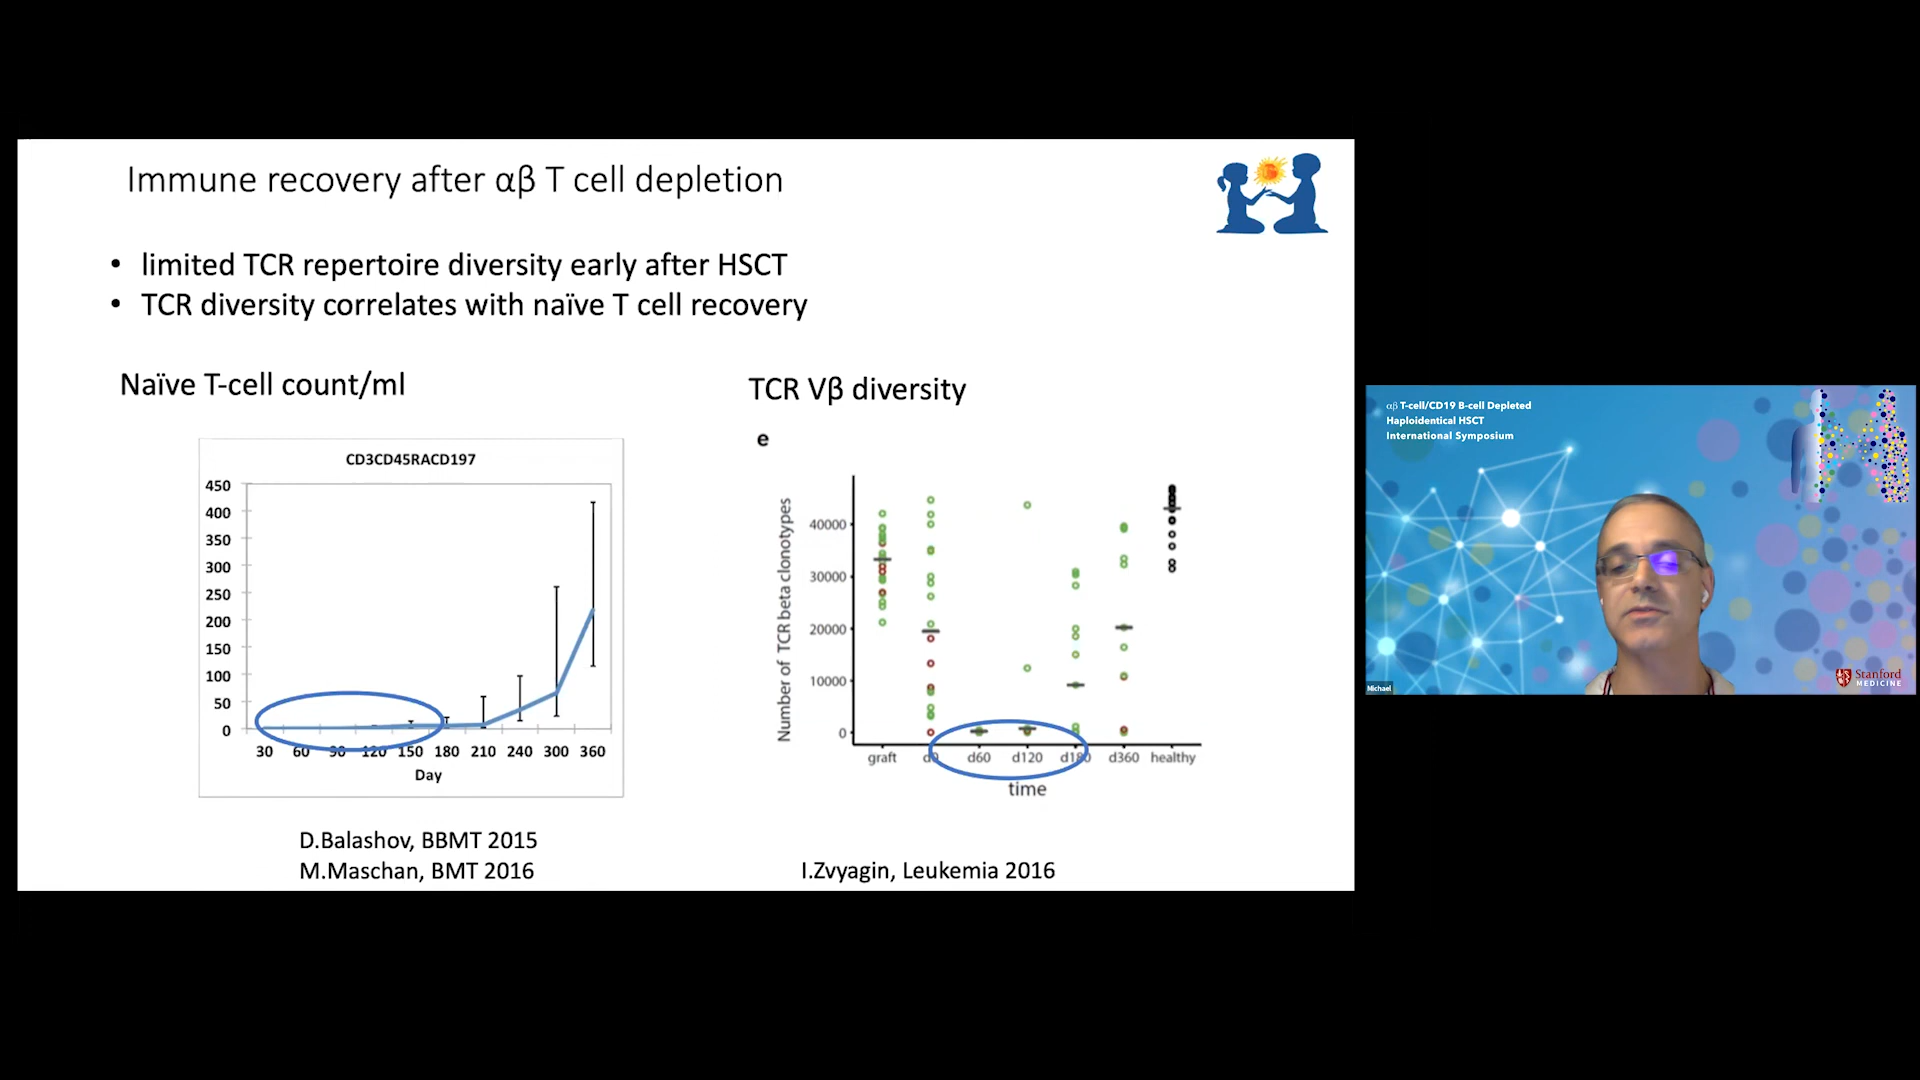 Immune recovery after αβ T cell depletion
• limited TCR repertoire diversity early after HSCT
• TCR diversity correlates with naïve T cell recovery
Naïve T-cell count/ml
CD3CD45RACD197
450
400
350
300
250
200
150
100
50
0
30 60 90 120 150 180 210 240 300 360
Day
D.Balashov, BBMT 2015
M.Maschan, BMT 2016
TCR Vβ diversity
e
Number of TCR beta clonotypes
40000
30000
20000
10000
0
graft d0 d60 d120 d180 d360 healthy
time
I.Zvyagin, Leukemia 2016
αβ T-cell/CD19 B-cell Depleted
Haploidentical HSCT
International Symposium
Michael
Stanford
MEDICINE